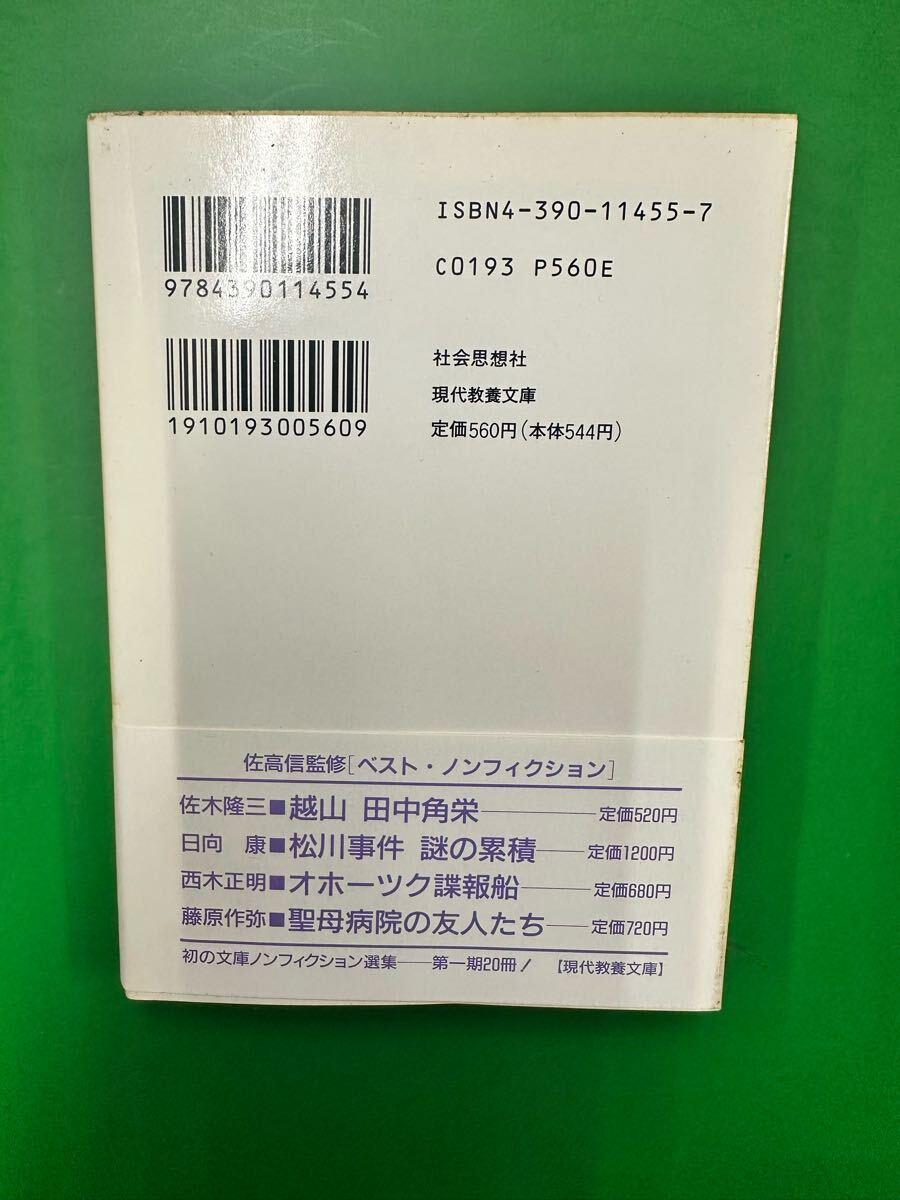 ISBN4-390-11455-7
9784390114554
C0193 P560E
1910193005609
社会思想社
現代教養文庫
定価560円(本体544円)
佐高信監修[ベスト・ノンフィクション]
佐木隆三■越山 田中角栄――定価520円
日向 康■松川事件 謎の累積――定価1200円
西木正明■オホーツク諜報船――定価680円
藤原作弥■聖母病院の友人たち――定価720円
初の文庫ノンフィクション選集――第一期20冊! 【現代教養文庫】